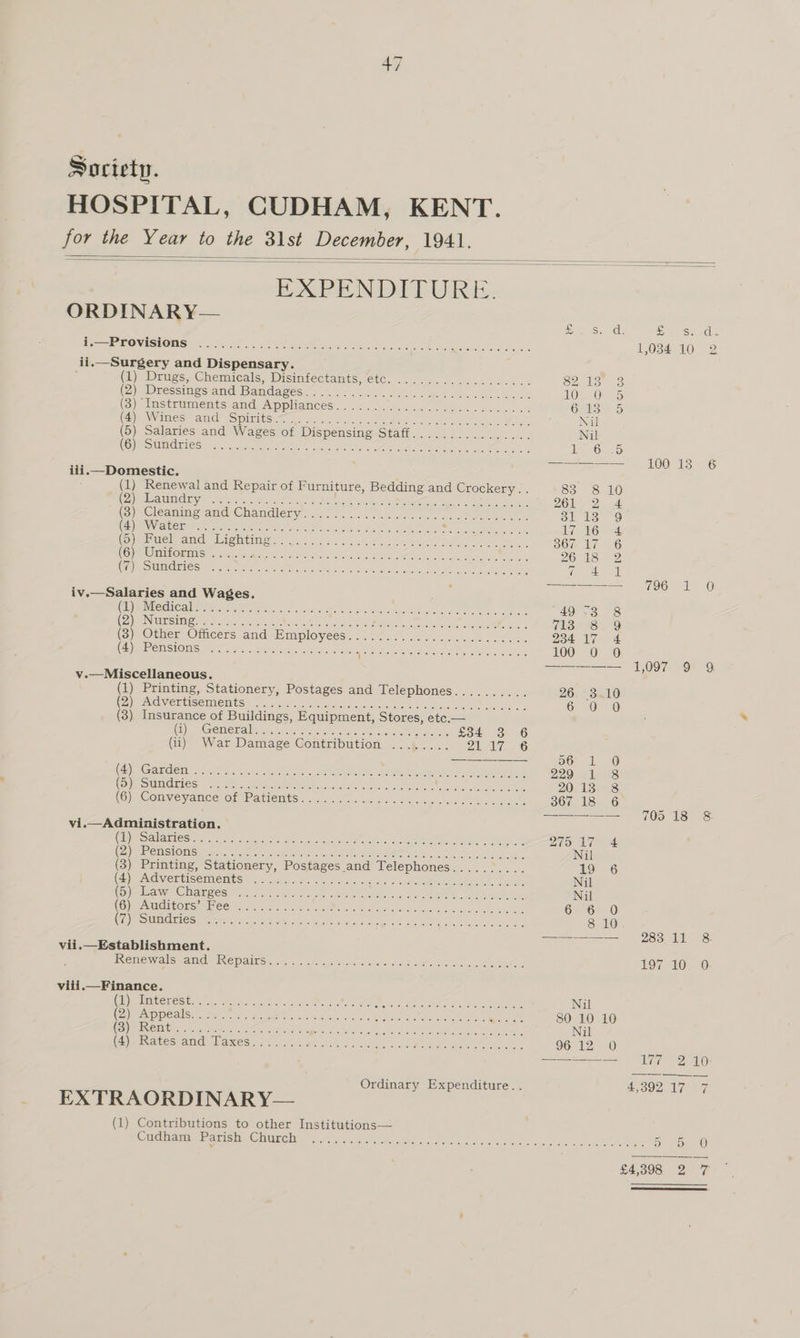 47
Society.
HOSPITAL, CUDHAM, KENT.
for the Year to the 31st December, 1941.
EXPENDITURE.
ORDINARY—
£ s. d. £ s. d.
i.—Provisions .......... 1,034 10 2
ii.—Surgery and Dispensary.
(1) Drugs, Chemicals, Disinfectants, etc. .......... 82 13 3
(2) Dressings and Bandages .......... 10 0 5
(3) Instruments and Appliances .......... 6 13 5
(4) Wines and Spirits .......... Nil
(5) Salaries and Wages of Dispensing Staff .......... Nil
(6) Sundries .......... 1 6 5
100 13 6
iii.—Domestic.
(1) Renewal and Repair of Furniture, Bedding and Crockery .. 83 8 10
(2) Laundry .......... 261 2 4
(3) Cleaning and Chandlery .......... 31 13 9
(4) Water .......... 17 16 4
(5) Fuel and Lighting .......... 367 17 6
(6) Uniforms .......... 26 18 2
(7) Sundries .......... 7 4 1
796 1 0
iv.—Salaries and Wages.
(1) Medical .......... 49 3 8
(2) Nursing .......... 713 8 9
(3) Other Officers and Employees .......... 234 17 4
(4) Pensions .......... 100 0 0
1,097 9 9
v.—Miscellaneous.
(1) Printing, Stationery, Postages and Telephones .......... 26 3 10
(2) Advertisements .......... 6 0 0
(3) Insurance of Buildings, Equipment, Stores, etc.—
(i) General .......... £34 3 6
(ii) War Damage Contribution ........ 21 17 6
56 1 0
(4) Garden .......... 229 1 8
(5) Sundries .......... 20 13 8
(6) Conveyance of Patients .......... 367 18 6
705 18 8
vi.—Administration.
(1) Salaries .......... 275 17 4
(2) Pensions .......... Nil
(3) Printing, Stationery, Postages and Telephones .......... 19 6
(4) Advertisements .......... Nil
(5) Law Charges .......... Nil
(6) Auditors' Fee .......... 6 6 0
(7) Sundries .......... 8 10
283 11 8
vii.—Establishment.
Renewals and Repairs .......... 197 10 0
viii.—Finance.
(1) Interest .......... Nil
(2) Appeals .......... 80 10 10
(3) Rent .......... Nil
(4) Rates and Taxes .......... 96 12 0
177 2 10
Ordinary Expenditure .. 4,392 17 7
EXTRAORDINARY—
(1) Contributions to other Institutions—
Cudham Parish Church .......... 5 5 0
£4,398 2 7